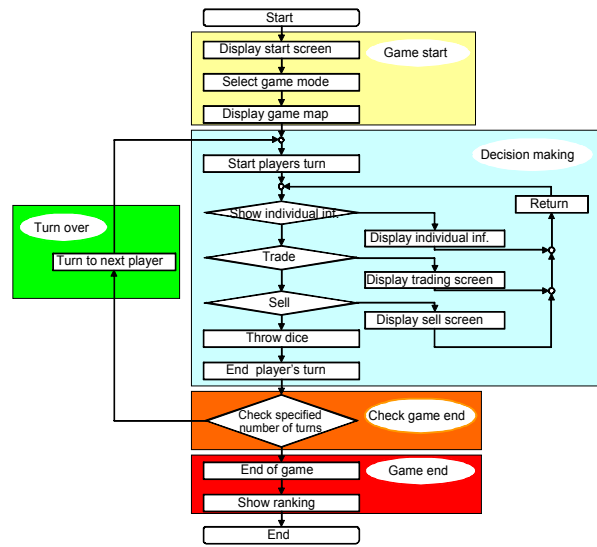 Start
Display start screen
Game start
Select game mode
Display game map
Start players turn
Decision making
Return
Show individual inf.
Display individual inf.
Turn over
Turn to next player
Trade
Display trading screen
Sell
Display sell screen
Throw dice
End player's turn
Check specified
number of turns
Check game end
End of game
Game end
Show ranking
End